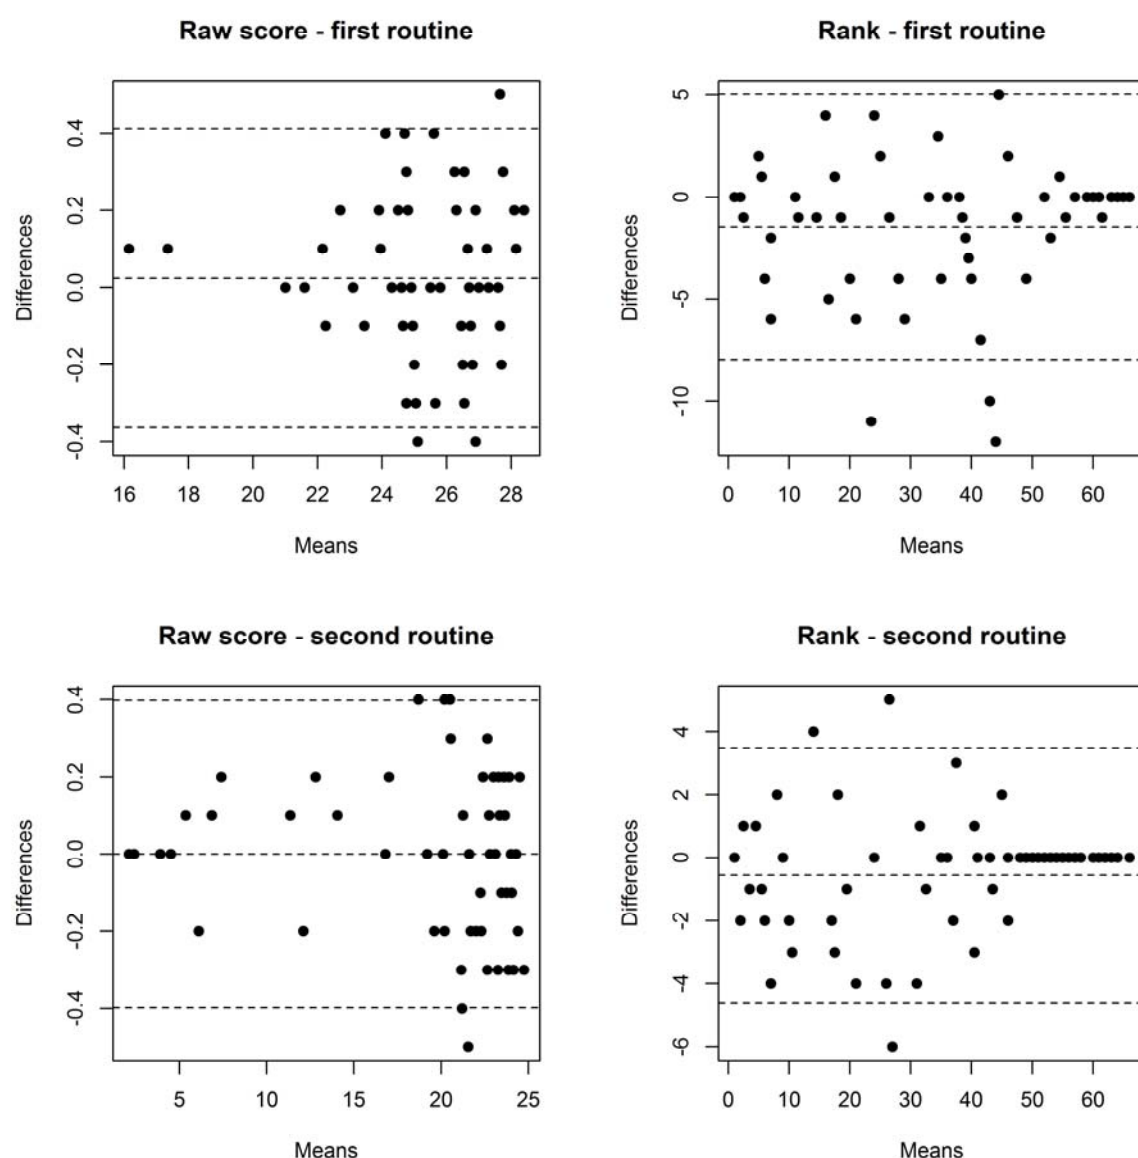 Raw score - first routine
Rank - first routine
Differences
0.4
0.2
0.0
-0.2
-0.4
16 18 20 22 24 26 28
Means
Differences
5
0
-5
-10
0 10 20 30 40 50 60
Means
Raw score - second routine
Rank - second routine
Differences
0.4
0.2
0.0
-0.2
-0.4
5 10 15 20 25
Means
Differences
4
2
0
-2
-4
-6
0 10 20 30 40 50 60
Means